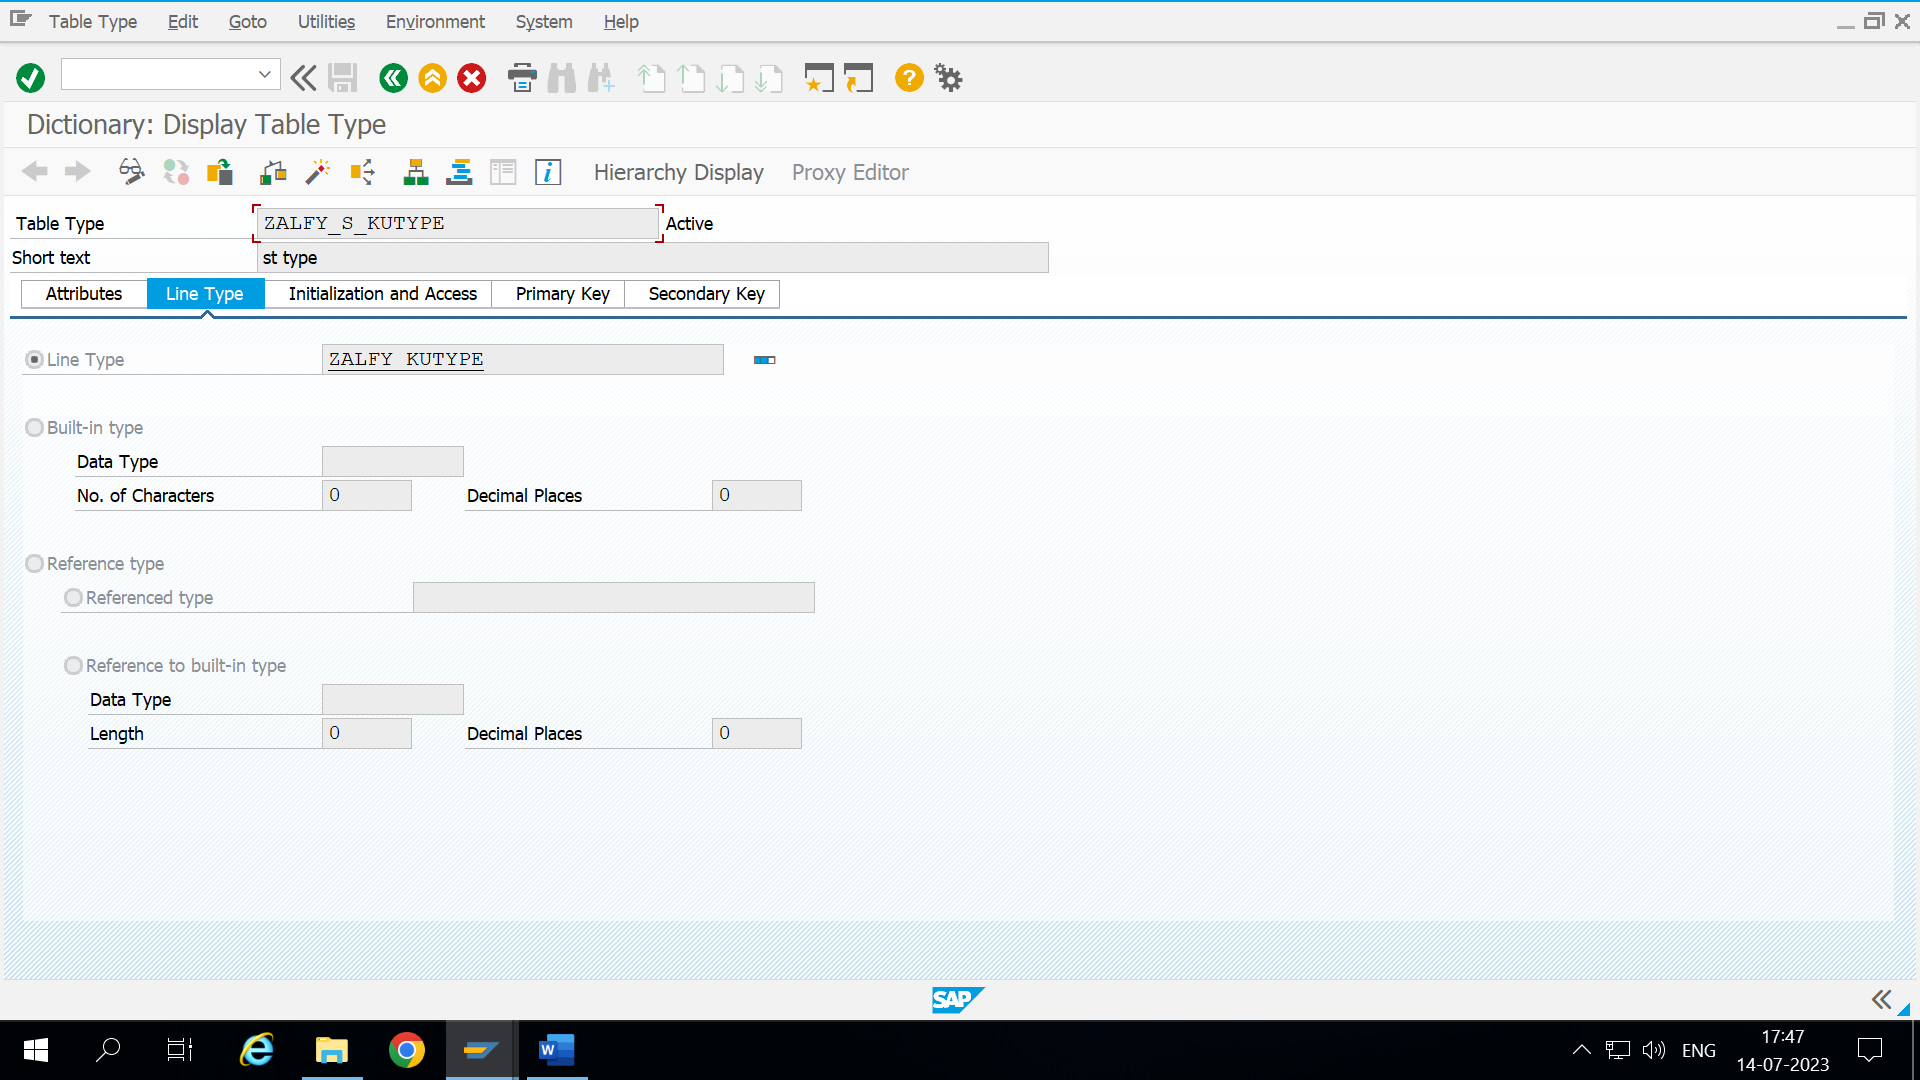 Table Type Edit Goto Utilities Environment System Help
Dictionary: Display Table Type
Hierarchy Display Proxy Editor
Table Type ZALFY_S_KUTYPE Active
Short text st type
Attributes Line Type Initialization and Access Primary Key Secondary Key
Line Type ZALFY_KUTYPE
Built-in type
Data Type
No. of Characters 0 Decimal Places 0
Reference type
Referenced type
Reference to built-in type
Data Type
Length 0 Decimal Places 0
SAP
ENG 17:47
14-07-2023